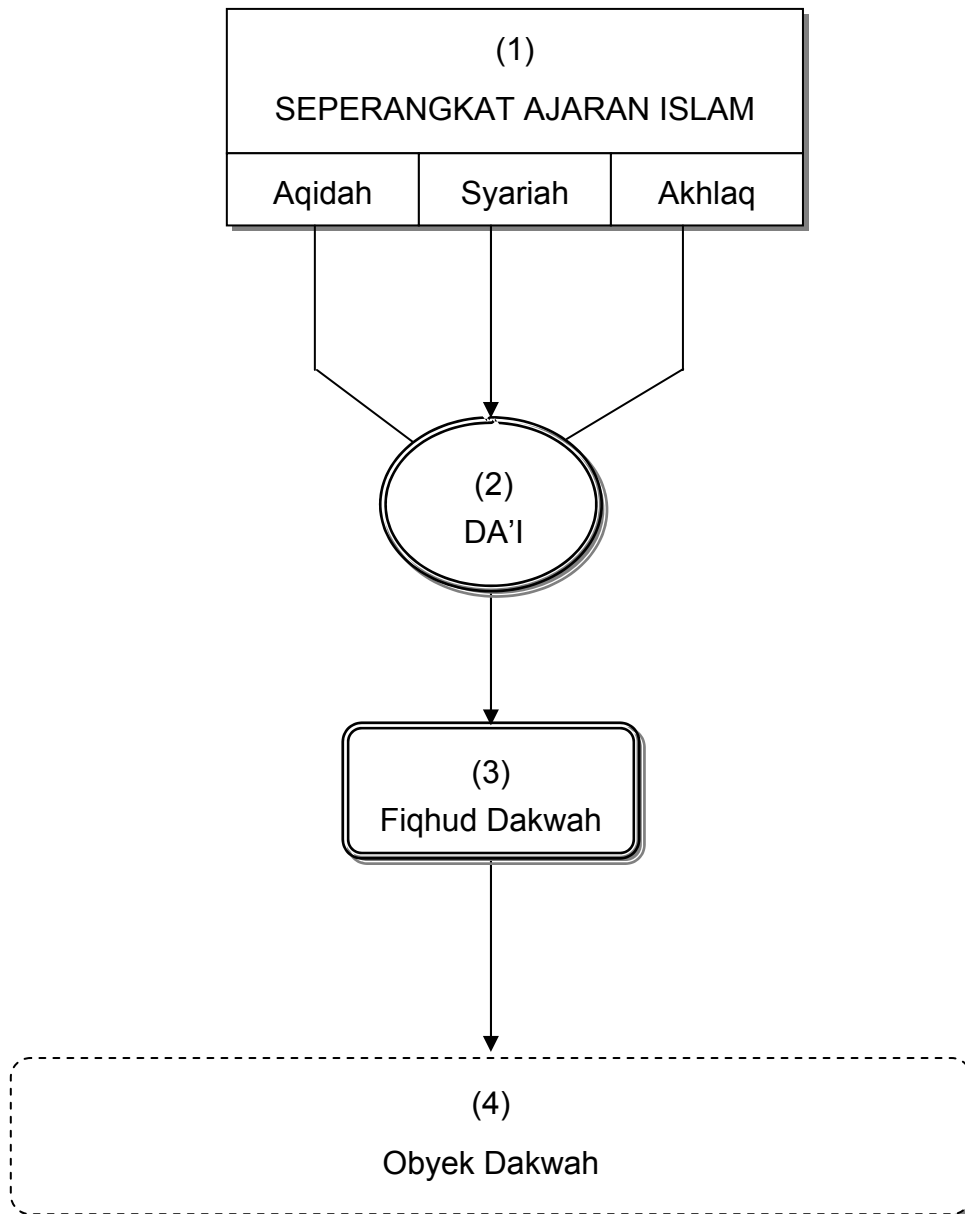 (1)
SEPERANGKAT AJARAN ISLAM
Aqidah Syariah Akhlaq
(2)
DA’I
(3)
Fiqhud Dakwah
(4)
Obyek Dakwah